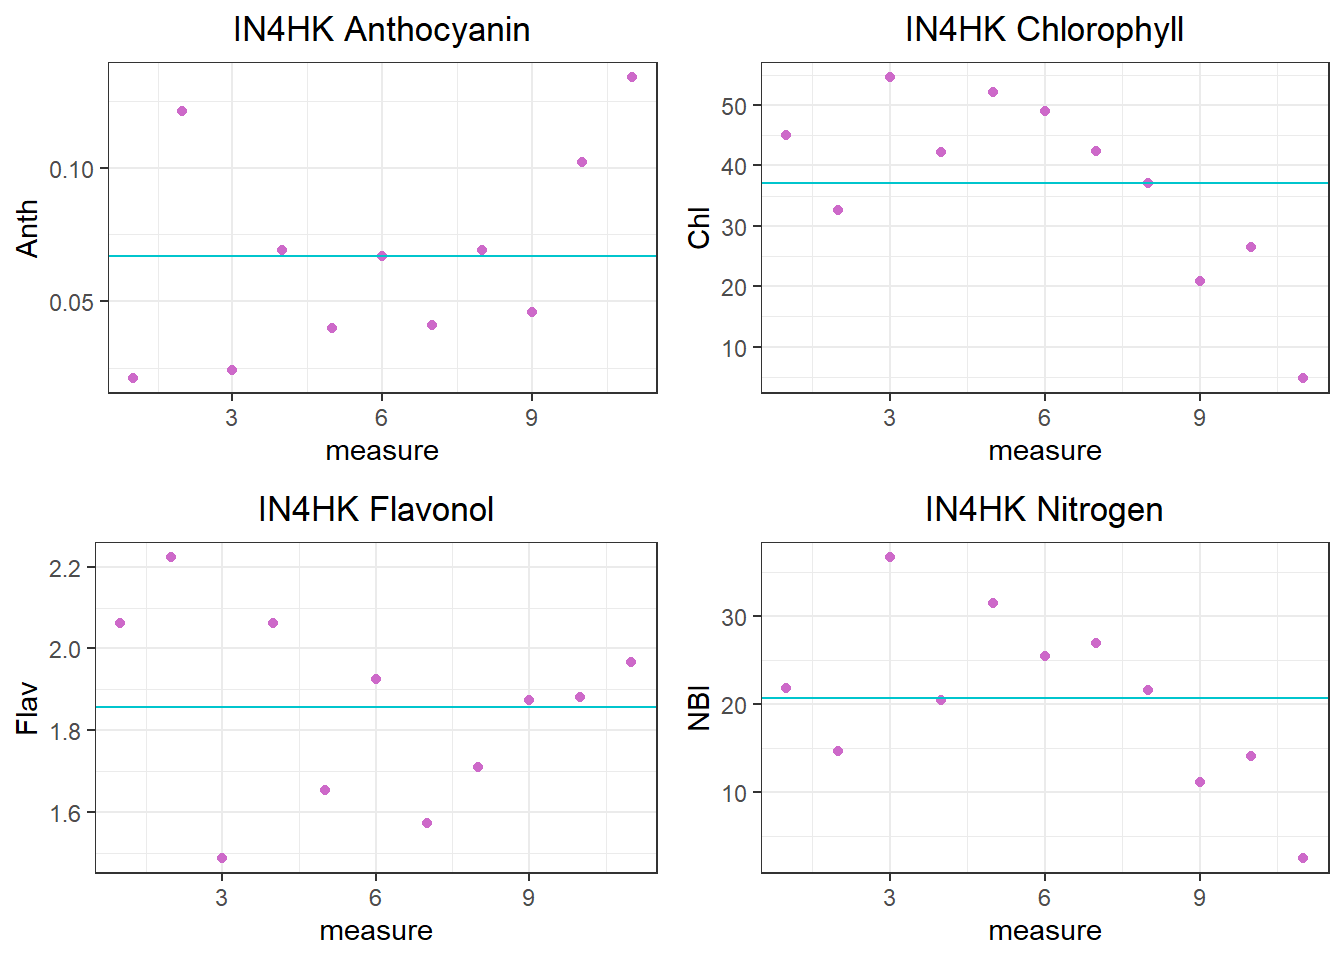 IN4HK Anthocyanin
0.10
0.05
Anth
3 6 9
measure
IN4HK Chlorophyll
50
40
30
20
10
Chl
3 6 9
measure
IN4HK Flavonol
2.2
2.0
1.8
1.6
Flav
3 6 9
measure
IN4HK Nitrogen
30
20
10
NBI
3 6 9
measure